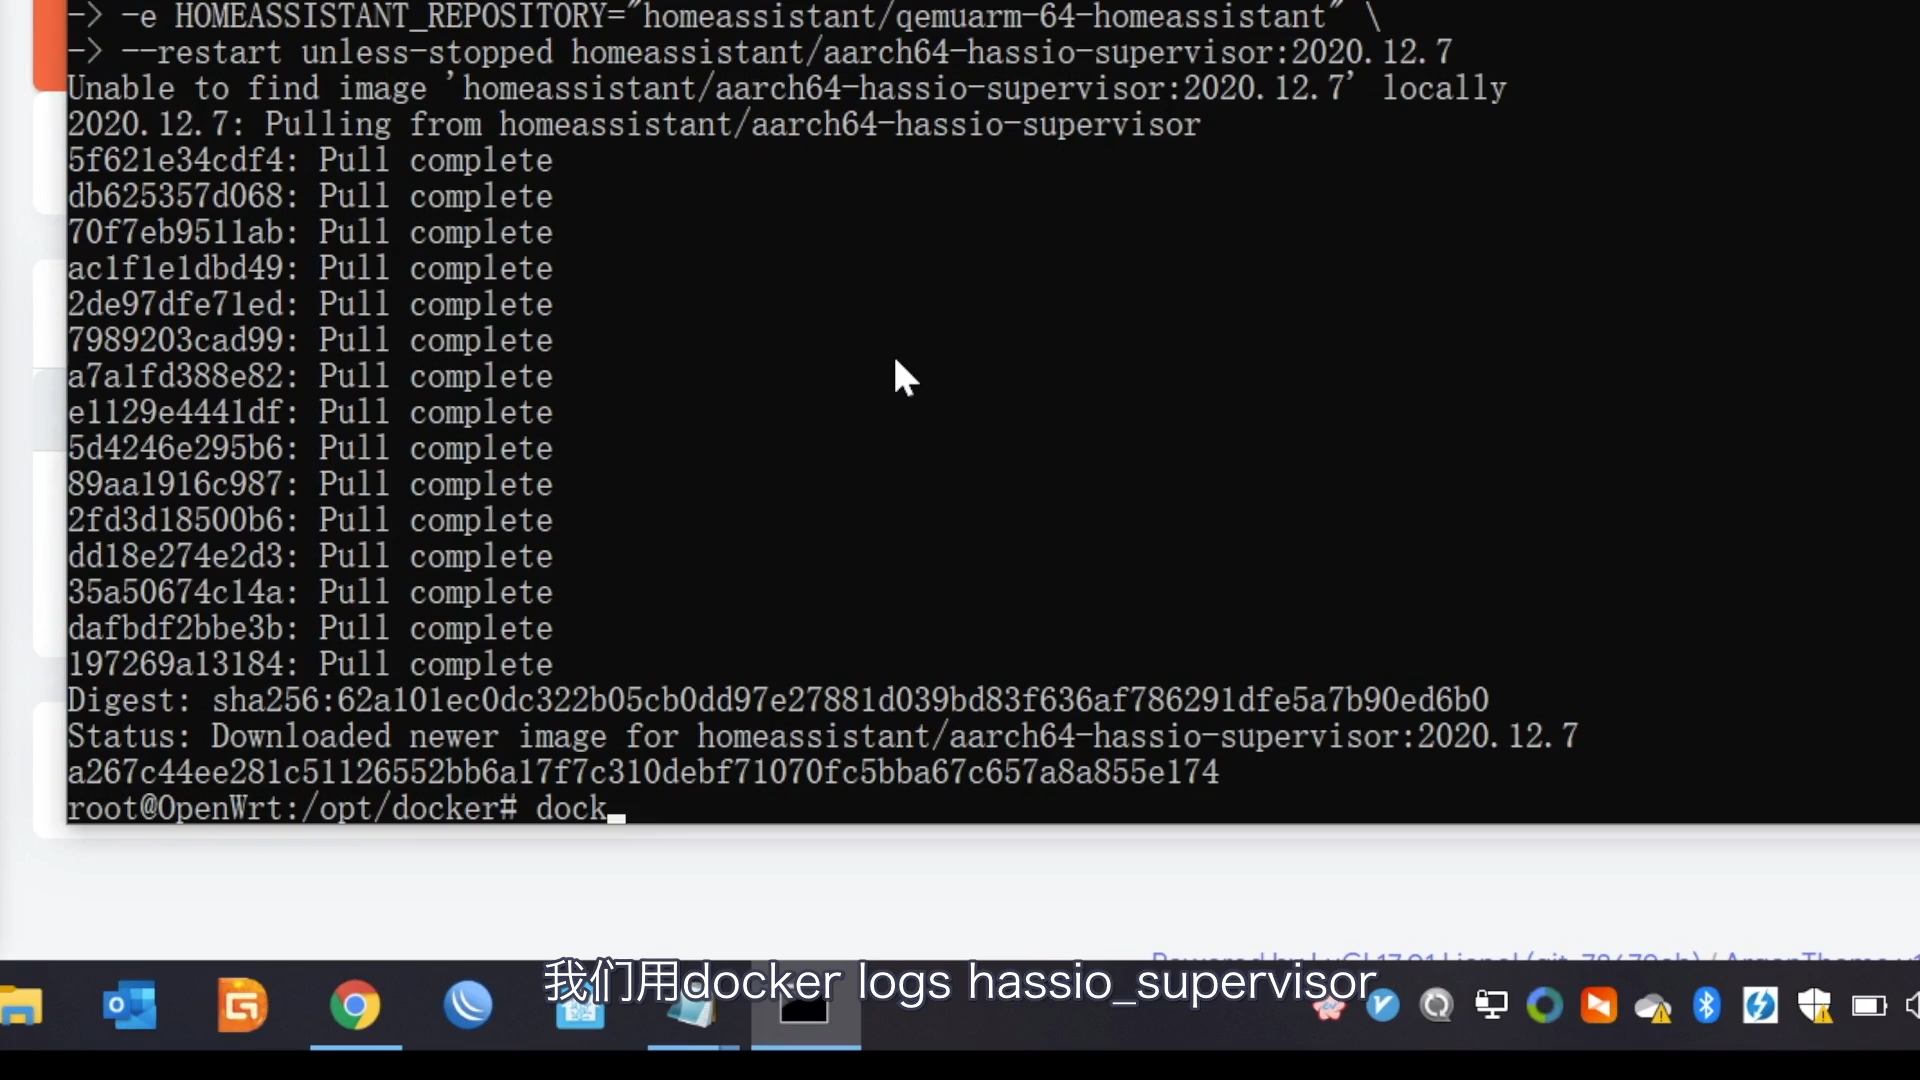 -> -e HOMEASSISTANT_REPOSITORY="homeassistant/qemuarm-64-homeassistant" \
-> --restart unless-stopped homeassistant/aarch64-hassio-supervisor:2020.12.7
Unable to find image 'homeassistant/aarch64-hassio-supervisor:2020.12.7' locally
2020.12.7: Pulling from homeassistant/aarch64-hassio-supervisor
5f621e34cdf4: Pull complete
db625357d068: Pull complete
70f7eb9511ab: Pull complete
ac1f1e1dbd49: Pull complete
2de97dfe71ed: Pull complete
7989203cad99: Pull complete
a7a1fd388e82: Pull complete
e1129e4441df: Pull complete
5d4246e295b6: Pull complete
89aa1916c987: Pull complete
2fd3d18500b6: Pull complete
dd18e274e2d3: Pull complete
35a50674c14a: Pull complete
dafbdf2bbe3b: Pull complete
197269a13184: Pull complete
Digest: sha256:62a101ec0dc322b05cb0dd97e27881d039bd83f636af786291dfe5a7b90ed6b0
Status: Downloaded newer image for homeassistant/aarch64-hassio-supervisor:2020.12.7
a267c44ee281c51126552bb6a17f7c310debf71070fc5bba67c657a8a855e174
root@OpenWrt:/opt/docker# dock
我们用docker logs hassio_supervisor